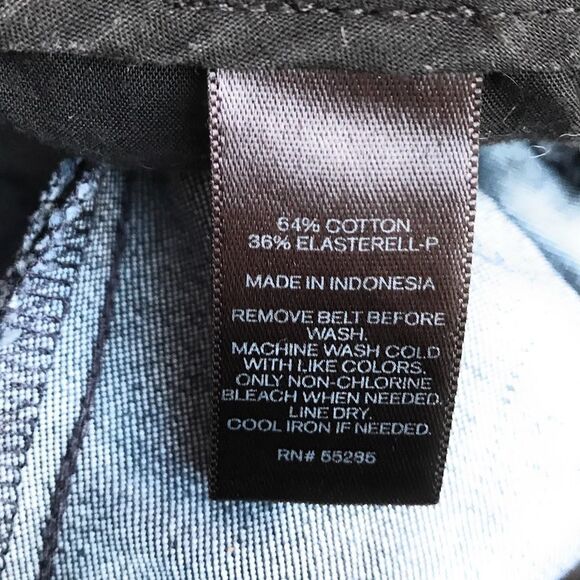 64% COTTON
36% ELASTERELL-P
MADE IN INDONESIA
REMOVE BELT BEFORE
WASH.
MACHINE WASH COLD
WITH LIKE COLORS.
ONLY NON-CHLORINE
BLEACH WHEN NEEDED.
LINE DRY.
COOL IRON IF NEEDED.
RN# 55285